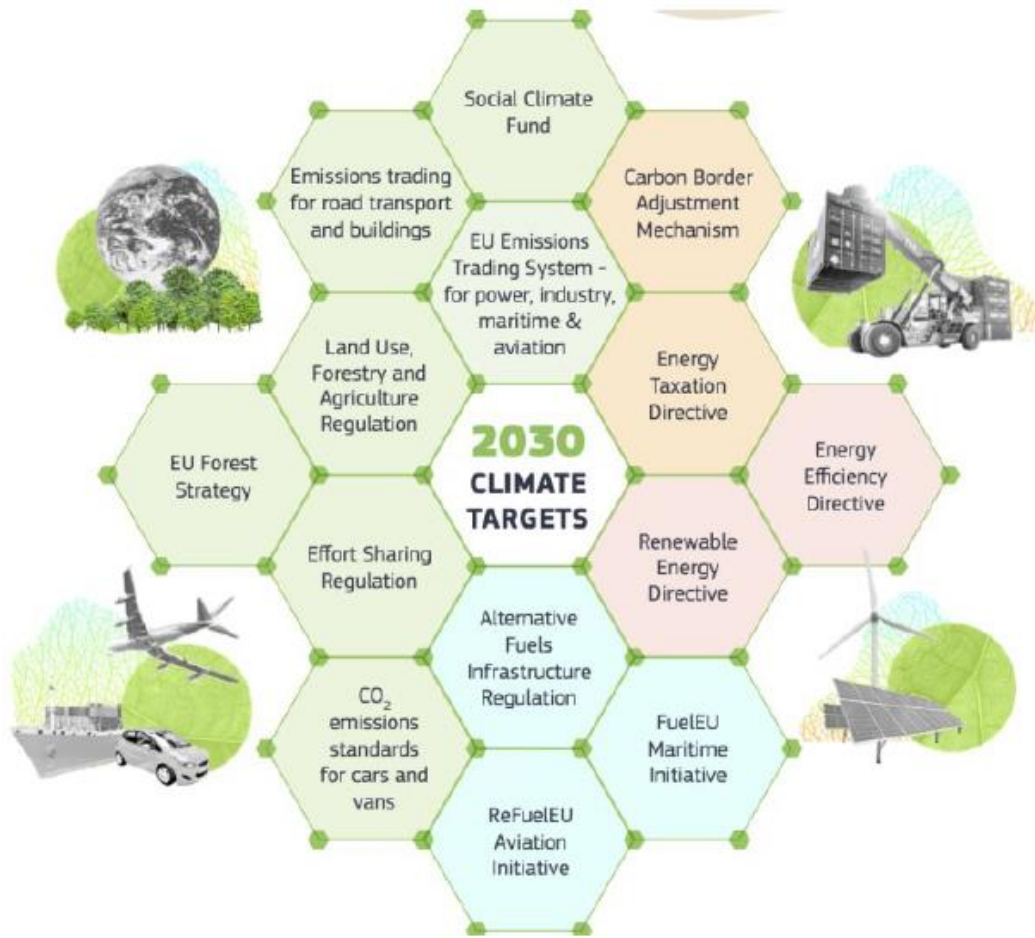 Social Climate
Fund
Emissions trading
for road transport
and buildings
Carbon Border
Adjustment
Mechanism
EU Emissions
Trading System -
for power, industry,
maritime &
aviation
Land Use,
Forestry and
Agriculture
Regulation
Energy
Taxation
Directive
EU Forest
Strategy
2030
CLIMATE
TARGETS
Energy
Efficiency
Directive
Effort Sharing
Regulation
Renewable
Energy
Directive
Alternative
Fuels
Infrastructure
Regulation
CO₂
emissions
standards
for cars and
vans
FuelEU
Maritime
Initiative
ReFuelEU
Aviation
Initiative